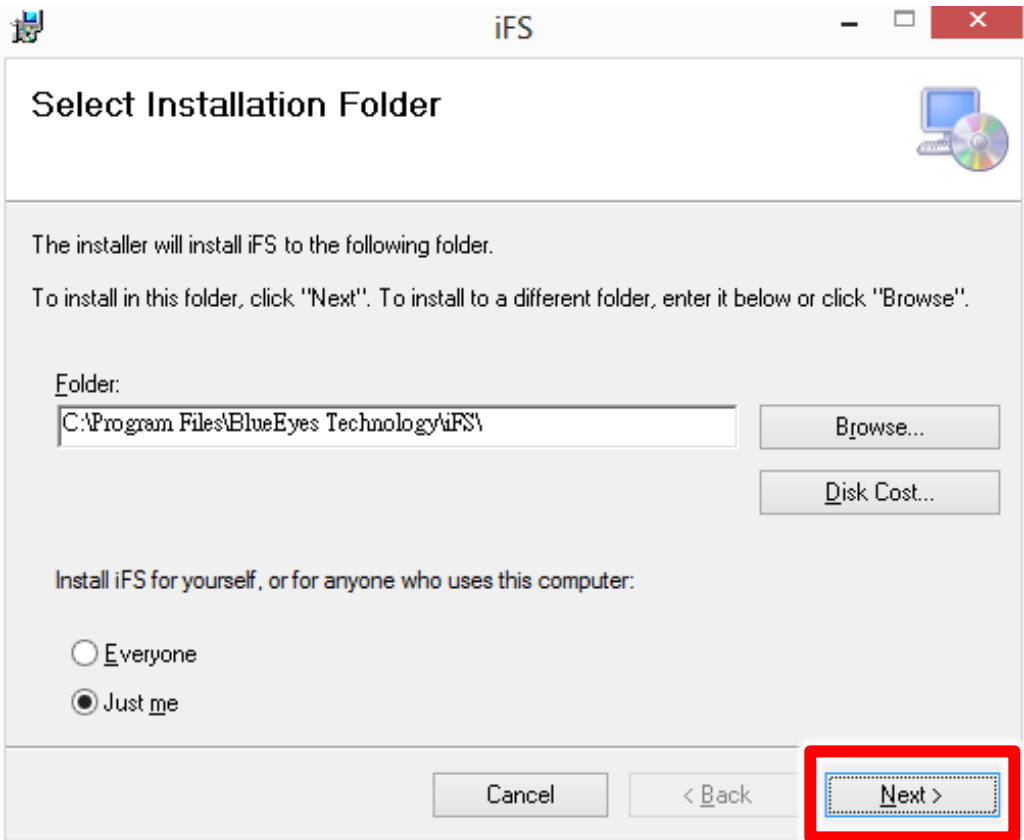 iFS
Select Installation Folder
The installer will install iFS to the following folder.
To install in this folder, click "Next". To install to a different folder, enter it below or click "Browse".
Folder:
C:\Program Files\BlueEyes Technology\iFS\
Browse...
Disk Cost...
Install iFS for yourself, or for anyone who uses this computer:
Everyone
Just me
Cancel
< Back
Next >